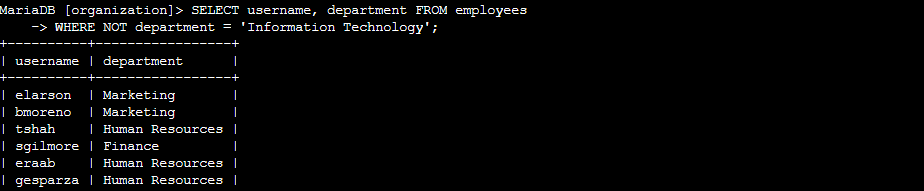 MariaDB [organization]> SELECT username, department FROM employees
    -> WHERE NOT department = 'Information Technology';
+----------+-----------------+
| username | department      |
+----------+-----------------+
| elarson  | Marketing       |
| bmoreno  | Marketing       |
| tshah    | Human Resources |
| sgilmore | Finance         |
| eraab    | Human Resources |
| gesparza | Human Resources |